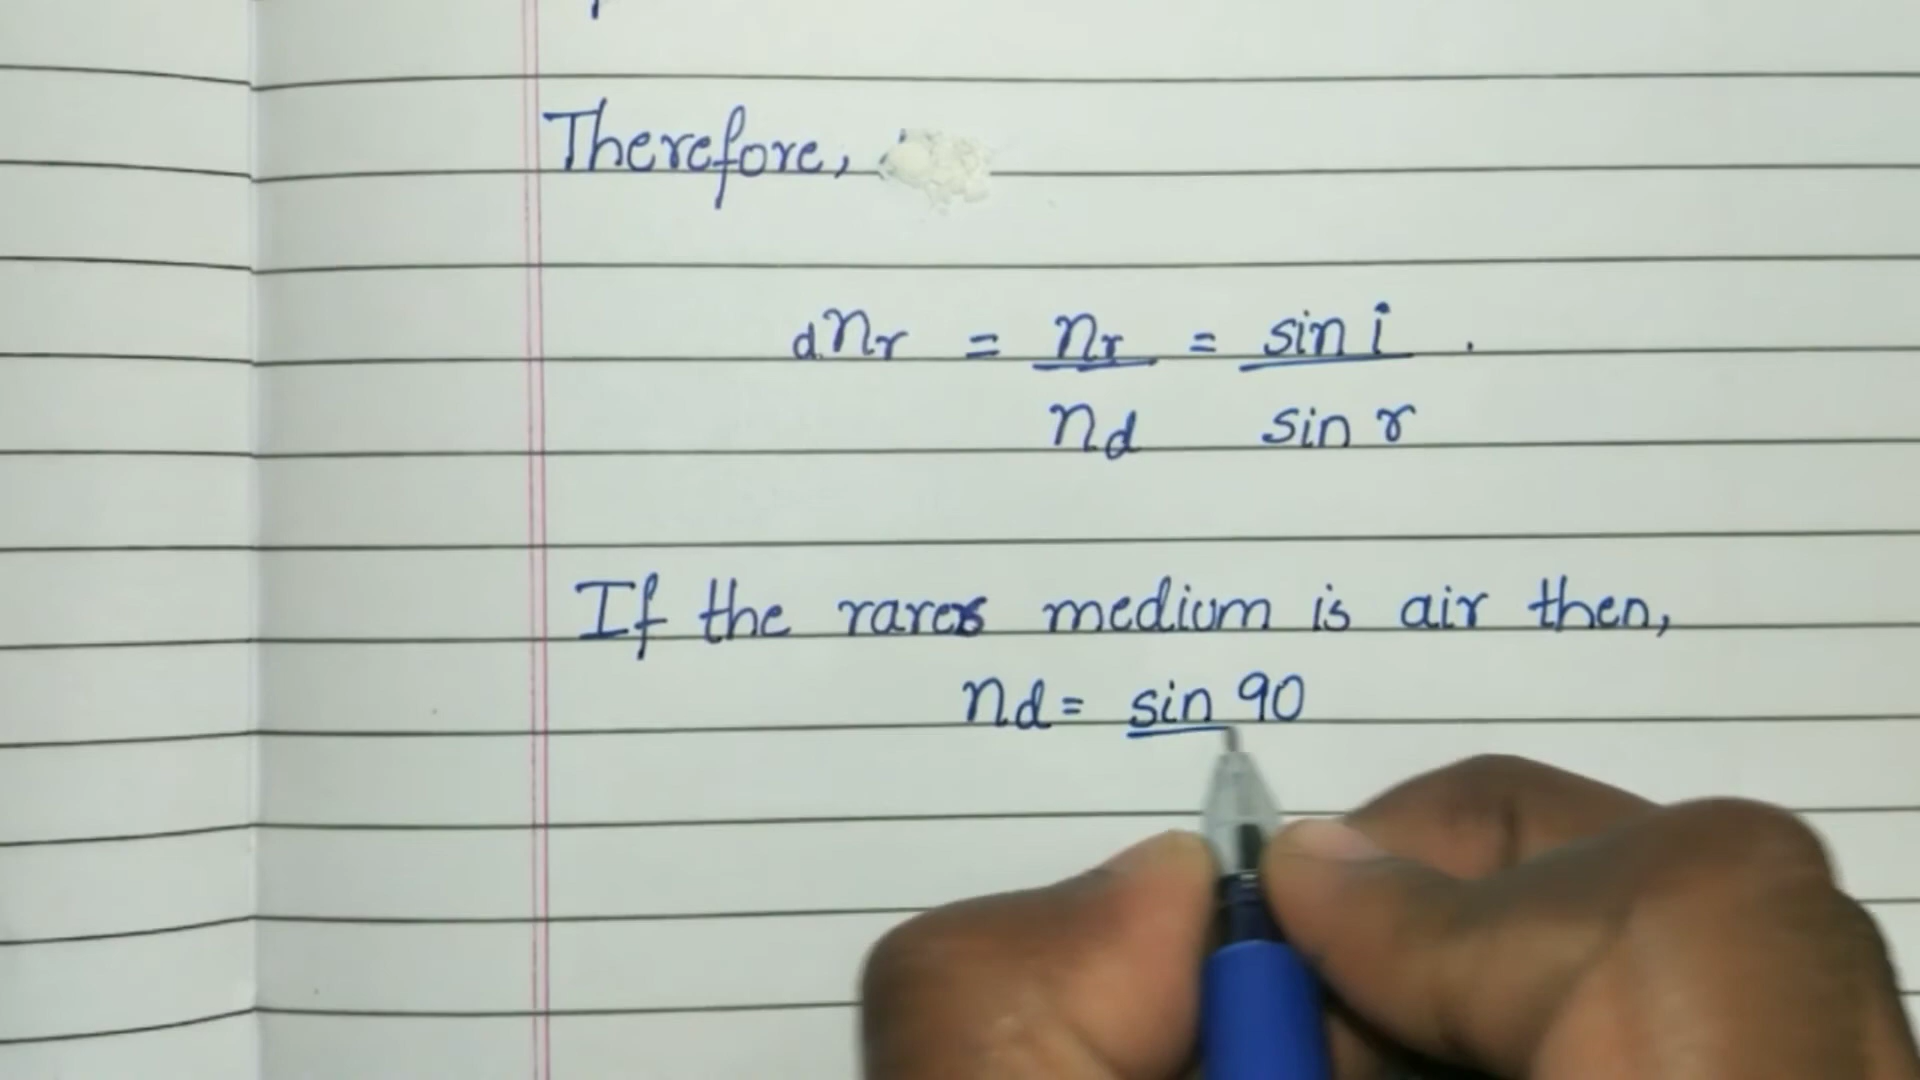 Therefore,
dnr = nr/nd = sin i/sin r .
If the rarer medium is air then,
nd = sin 90